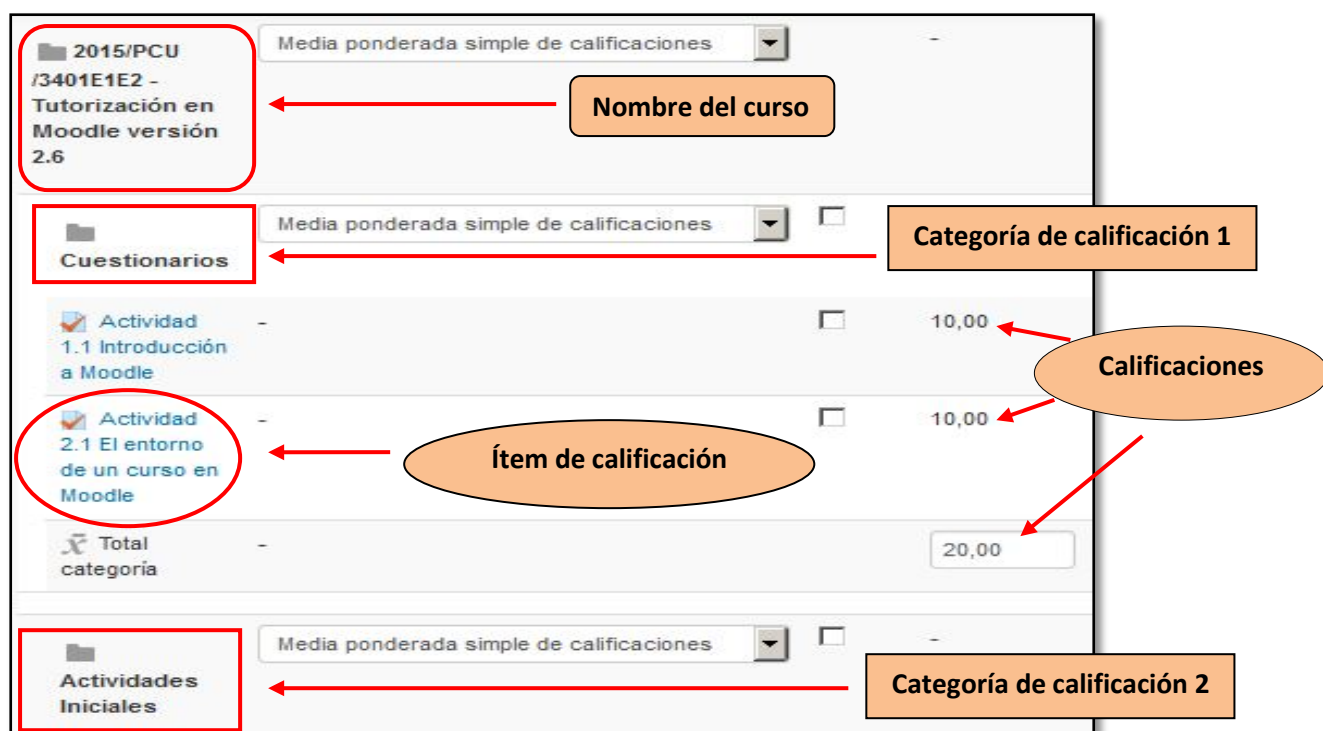 2015/PCU
/3401E1E2 -
Tutorización en
Moodle versión
2.6
Media ponderada simple de calificaciones
-
Nombre del curso
Cuestionarios
Media ponderada simple de calificaciones
Categoría de calificación 1
Actividad
1.1 Introducción
a Moodle
-
10,00
Calificaciones
Actividad
2.1 El entorno
de un curso en
Moodle
-
10,00
Ítem de calificación
x̄ Total
categoría
-
20,00
Actividades
Iniciales
Media ponderada simple de calificaciones
-
Categoría de calificación 2